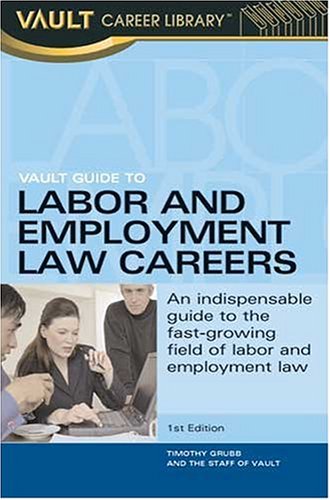 VAULT CAREER LIBRARY™
VAULT GUIDE TO
LABOR AND
EMPLOYMENT
LAW CAREERS
An indispensable
guide to the
fast-growing
field of labor and
employment law
1st Edition
TIMOTHY GRUBB
AND THE STAFF OF VAULT